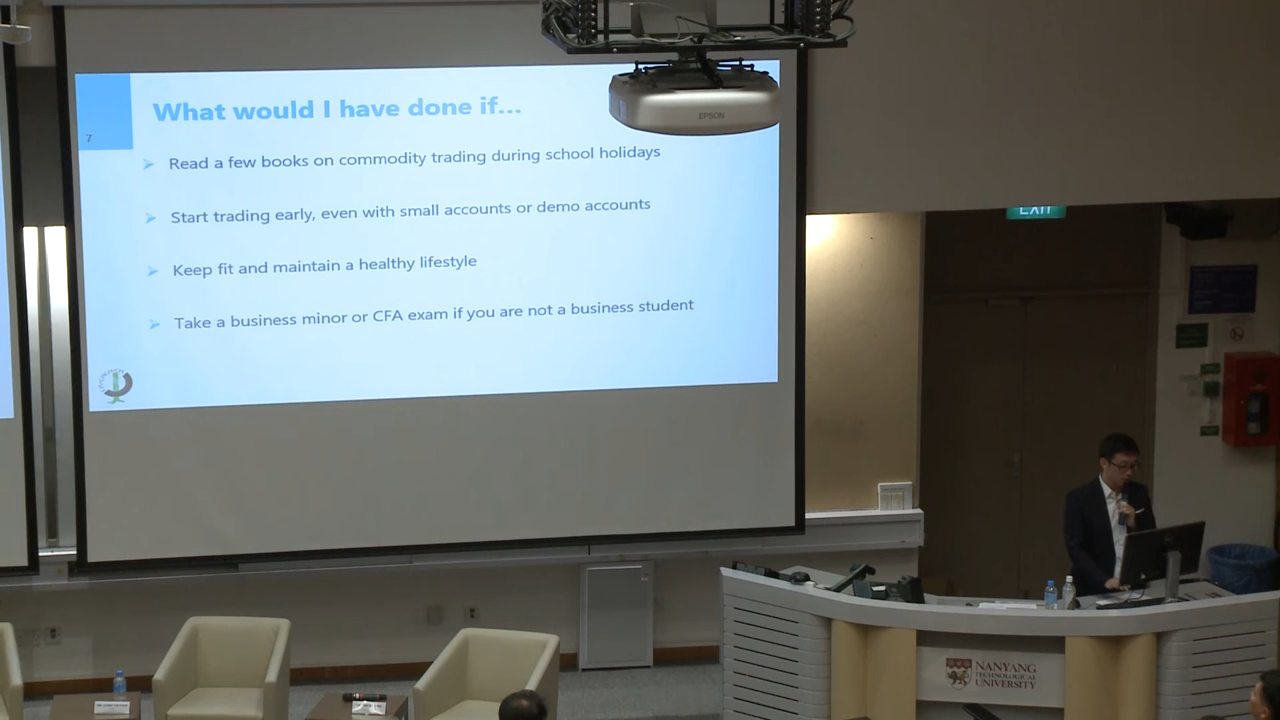 What would I have done if...
7
Read a few books on commodity trading during school holidays
Start trading early, even with small accounts or demo accounts
Keep fit and maintain a healthy lifestyle
Take a business minor or CFA exam if you are not a business student
EPSON
EXIT
NANYANG
TECHNOLOGICAL
UNIVERSITY